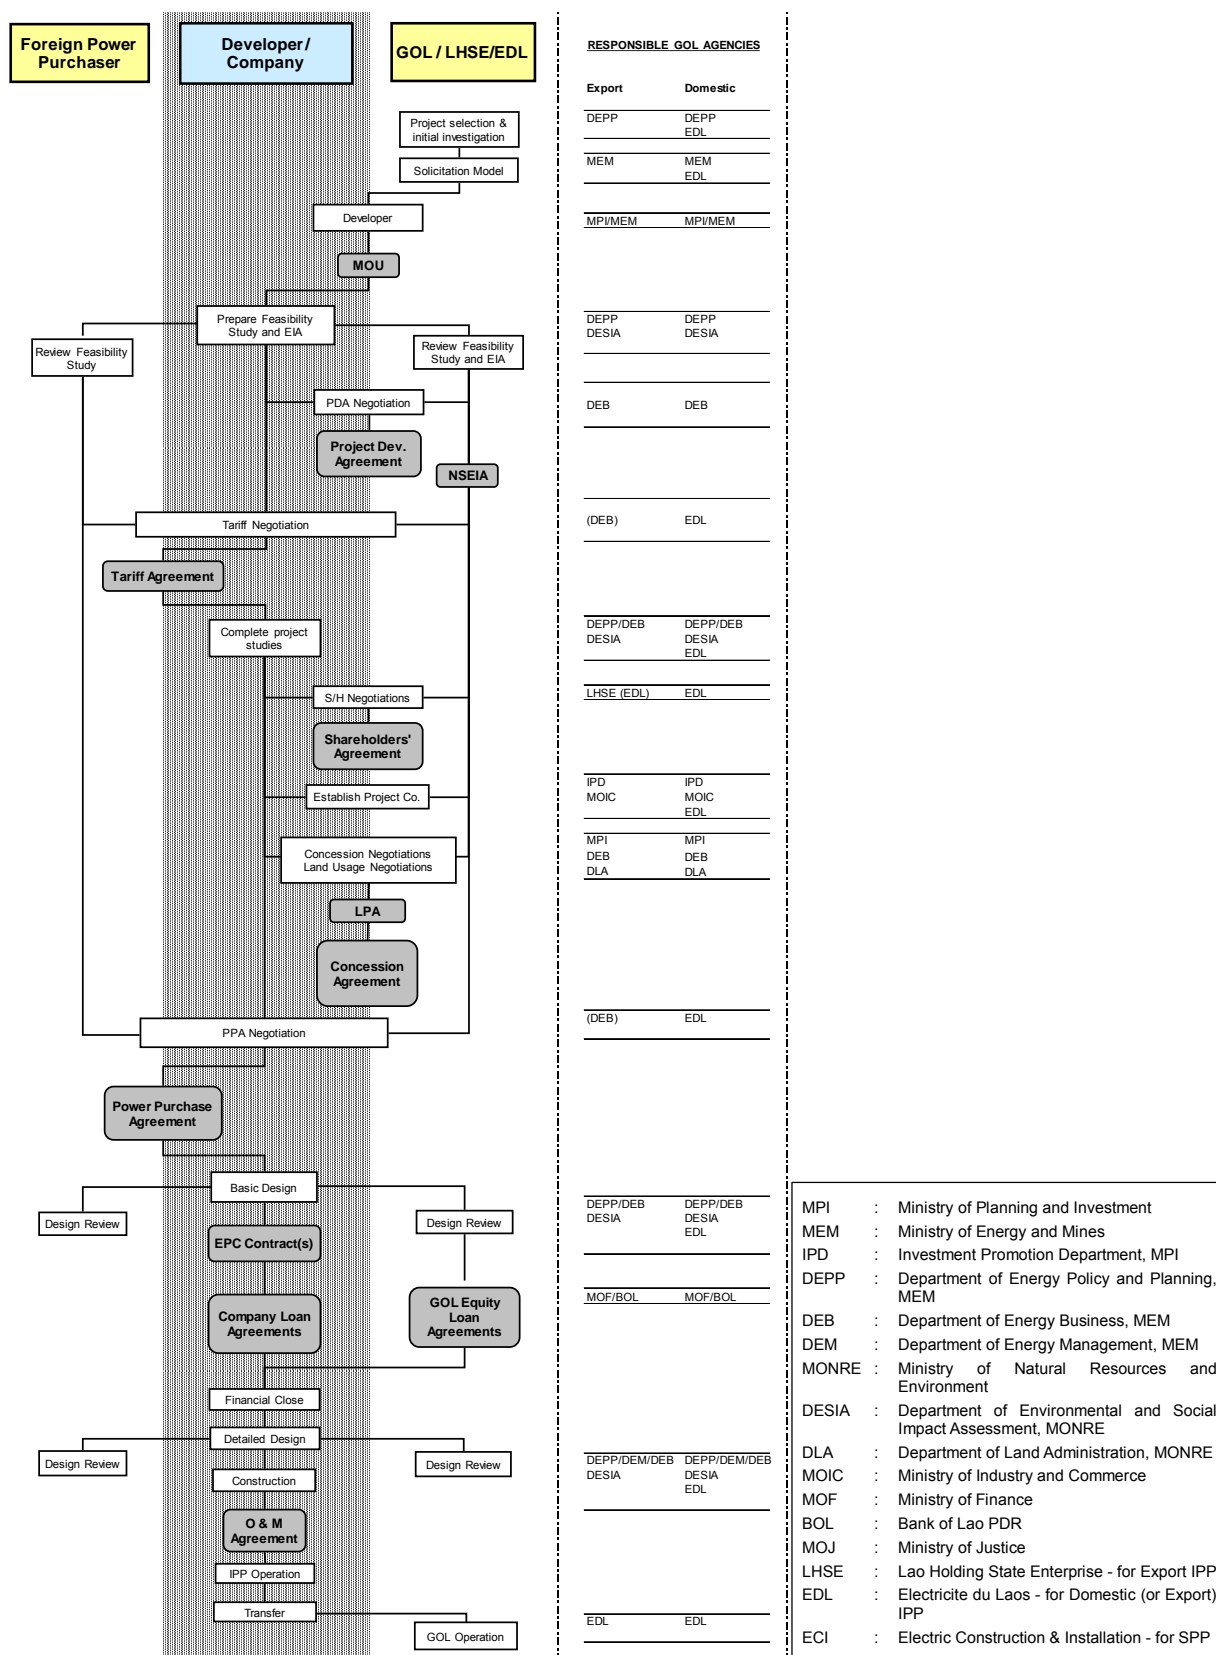 Foreign Power
Purchaser
Developer/
Company
GOL / LHSE/EDL
RESPONSIBLE GOL AGENCIES
Export Domestic
Project selection &
initial investigation
DEPP DEPP
EDL
Solicitation Model
MEM MEM
EDL
Developer
MPI/MEM MPI/MEM
MOU
Prepare Feasibility
Study and EIA
DEPP DEPP
DESIA DESIA
Review Feasibility
Study
Review Feasibility
Study and EIA
PDA Negotiation
DEB DEB
Project Dev.
Agreement
NSEIA
Tariff Negotiation
(DEB) EDL
Tariff Agreement
Complete project
studies
DEPP/DEB DEPP/DEB
DESIA DESIA
EDL
S/H Negotiations
LHSE (EDL) EDL
Shareholders'
Agreement
Establish Project Co.
IPD IPD
MOIC MOIC
EDL
Concession Negotiations
Land Usage Negotiations
MPI MPI
DEB DEB
DLA DLA
LPA
Concession
Agreement
PPA Negotiation
(DEB) EDL
Power Purchase
Agreement
Basic Design
Design Review
Design Review
DEPP/DEB DEPP/DEB
DESIA DESIA
EDL
EPC Contract(s)
Company Loan
Agreements
GOL Equity
Loan
Agreements
MOF/BOL MOF/BOL
Financial Close
Detailed Design
Design Review
Design Review
DEPP/DEM/DEB DEPP/DEM/DEB
DESIA DESIA
EDL
Construction
O & M
Agreement
IPP Operation
Transfer
GOL Operation
EDL EDL
MPI : Ministry of Planning and Investment
MEM : Ministry of Energy and Mines
IPD : Investment Promotion Department, MPI
DEPP : Department of Energy Policy and Planning,
MEM
DEB : Department of Energy Business, MEM
DEM : Department of Energy Management, MEM
MONRE : Ministry of Natural Resources and
Environment
DESIA : Department of Environmental and Social
Impact Assessment, MONRE
DLA : Department of Land Administration, MONRE
MOIC : Ministry of Industry and Commerce
MOF : Ministry of Finance
BOL : Bank of Lao PDR
MOJ : Ministry of Justice
LHSE : Lao Holding State Enterprise - for Export IPP
EDL : Electricite du Laos - for Domestic (or Export)
IPP
ECI : Electric Construction & Installation - for SPP